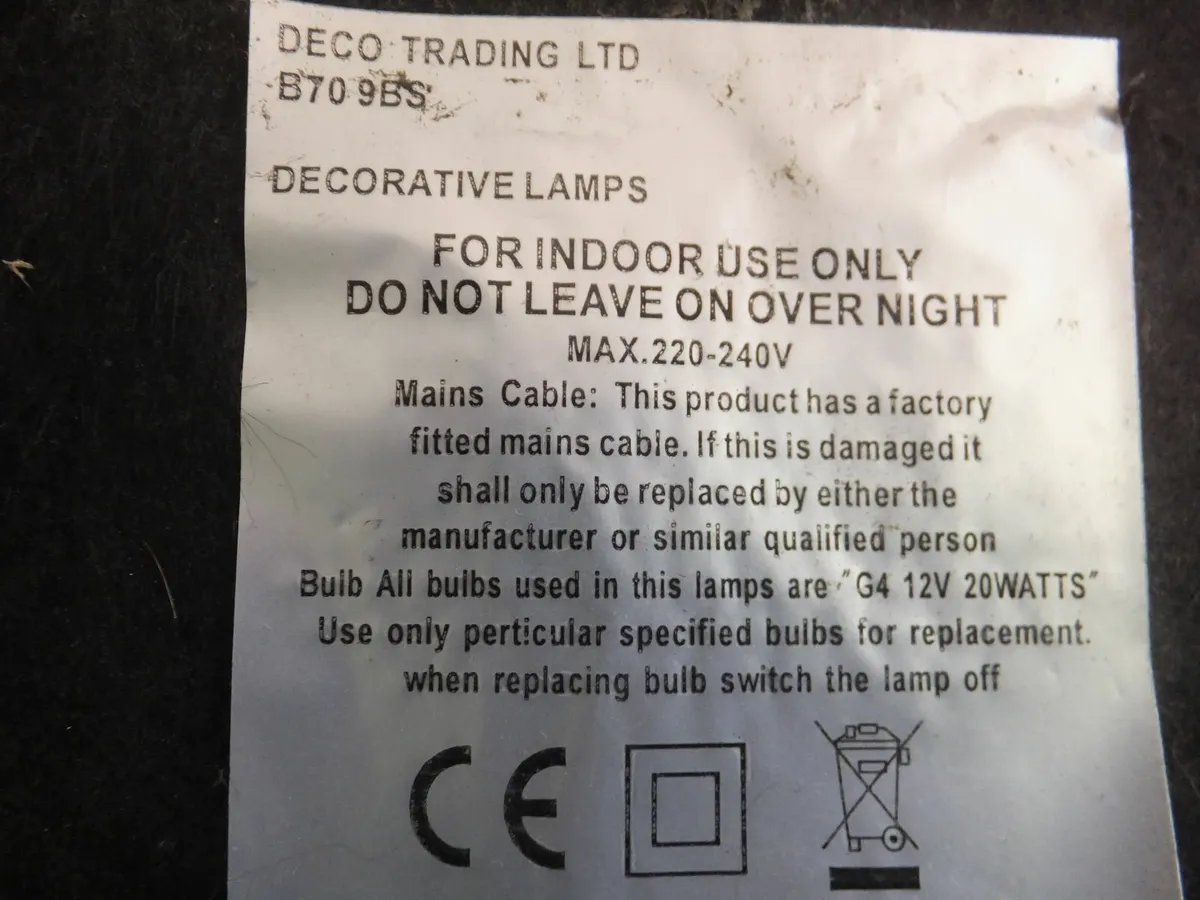 DECO TRADING LTD
B70 9BS
DECORATIVE LAMPS
FOR INDOOR USE ONLY
DO NOT LEAVE ON OVER NIGHT
MAX.220-240V
Mains Cable: This product has a factory
fitted mains cable. If this is damaged it
shall only be replaced by either the
manufacturer or similar qualified person
Bulb All bulbs used in this lamps are "G4 12V 20WATTS"
Use only perticular specified bulbs for replacement.
when replacing bulb switch the lamp off
CE